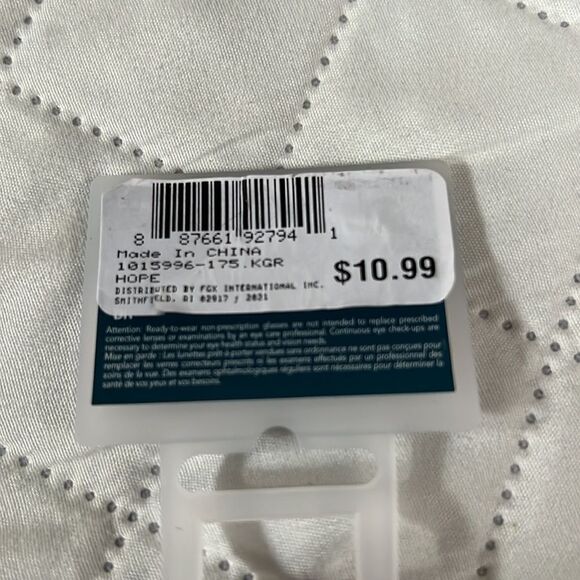 8 87661 92794 1
Made In CHINA
1015996-175.KGR
HOPE
$10.99
DISTRIBUTED BY FGX INTERNATIONAL INC.
SMITHFIELD, RI 02917 / 2021
Attention: Ready-to-wear non-prescription glasses are not intended to replace prescribed
corrective lenses or examinations by an eye care professional. Continuous eye check-ups are
necessary to determine your eye health status and vision needs.
Mise en garde : Les lunettes prêt à porter vendues sans ordonnance ne sont pas conçues pour
remplacer les verres correcteurs prescrits ni les examens effectués par un professionnel des
soins de la vue. Des examens ophtalmologiques réguliers sont nécessaires pour déterminer la
santé de vos yeux et vos besoins.